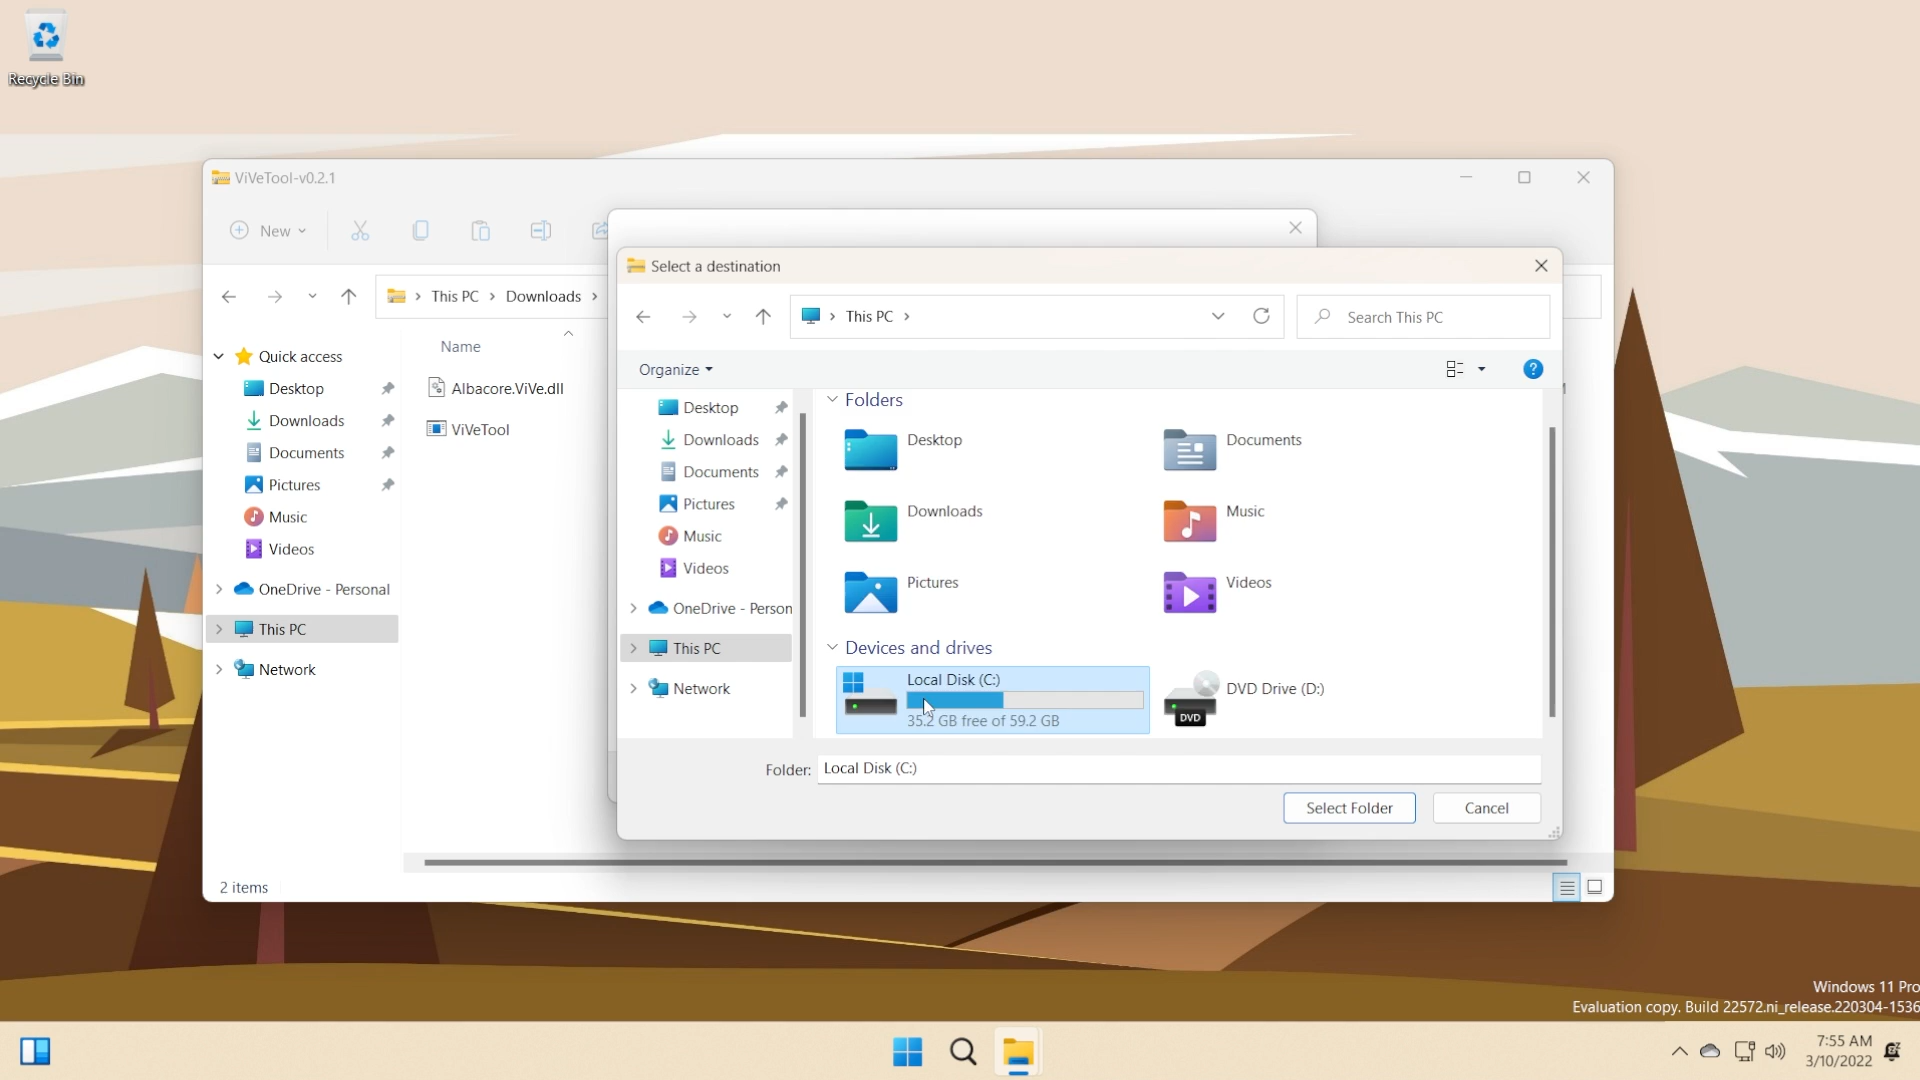 Recycle Bin
ViVeTool-v0.2.1
New
This PC
Downloads
Quick access
Desktop
Downloads
Documents
Pictures
Music
Videos
OneDrive - Personal
This PC
Network
Name
Albacore.ViVe.dll
ViVeTool
2 items
Select a destination
This PC
Search This PC
Organize
?
Desktop
Downloads
Documents
Pictures
Music
Videos
OneDrive - Person
This PC
Network
Folders
Desktop
Documents
Downloads
Music
Pictures
Videos
Devices and drives
Local Disk (C:)
35.2 GB free of 59.2 GB
DVD Drive (D:)
DVD
Folder: Local Disk (C:)
Select Folder
Cancel
Windows 11 Pro
Evaluation copy. Build 22572.ni_release.220304-1536
7:55 AM
3/10/2022